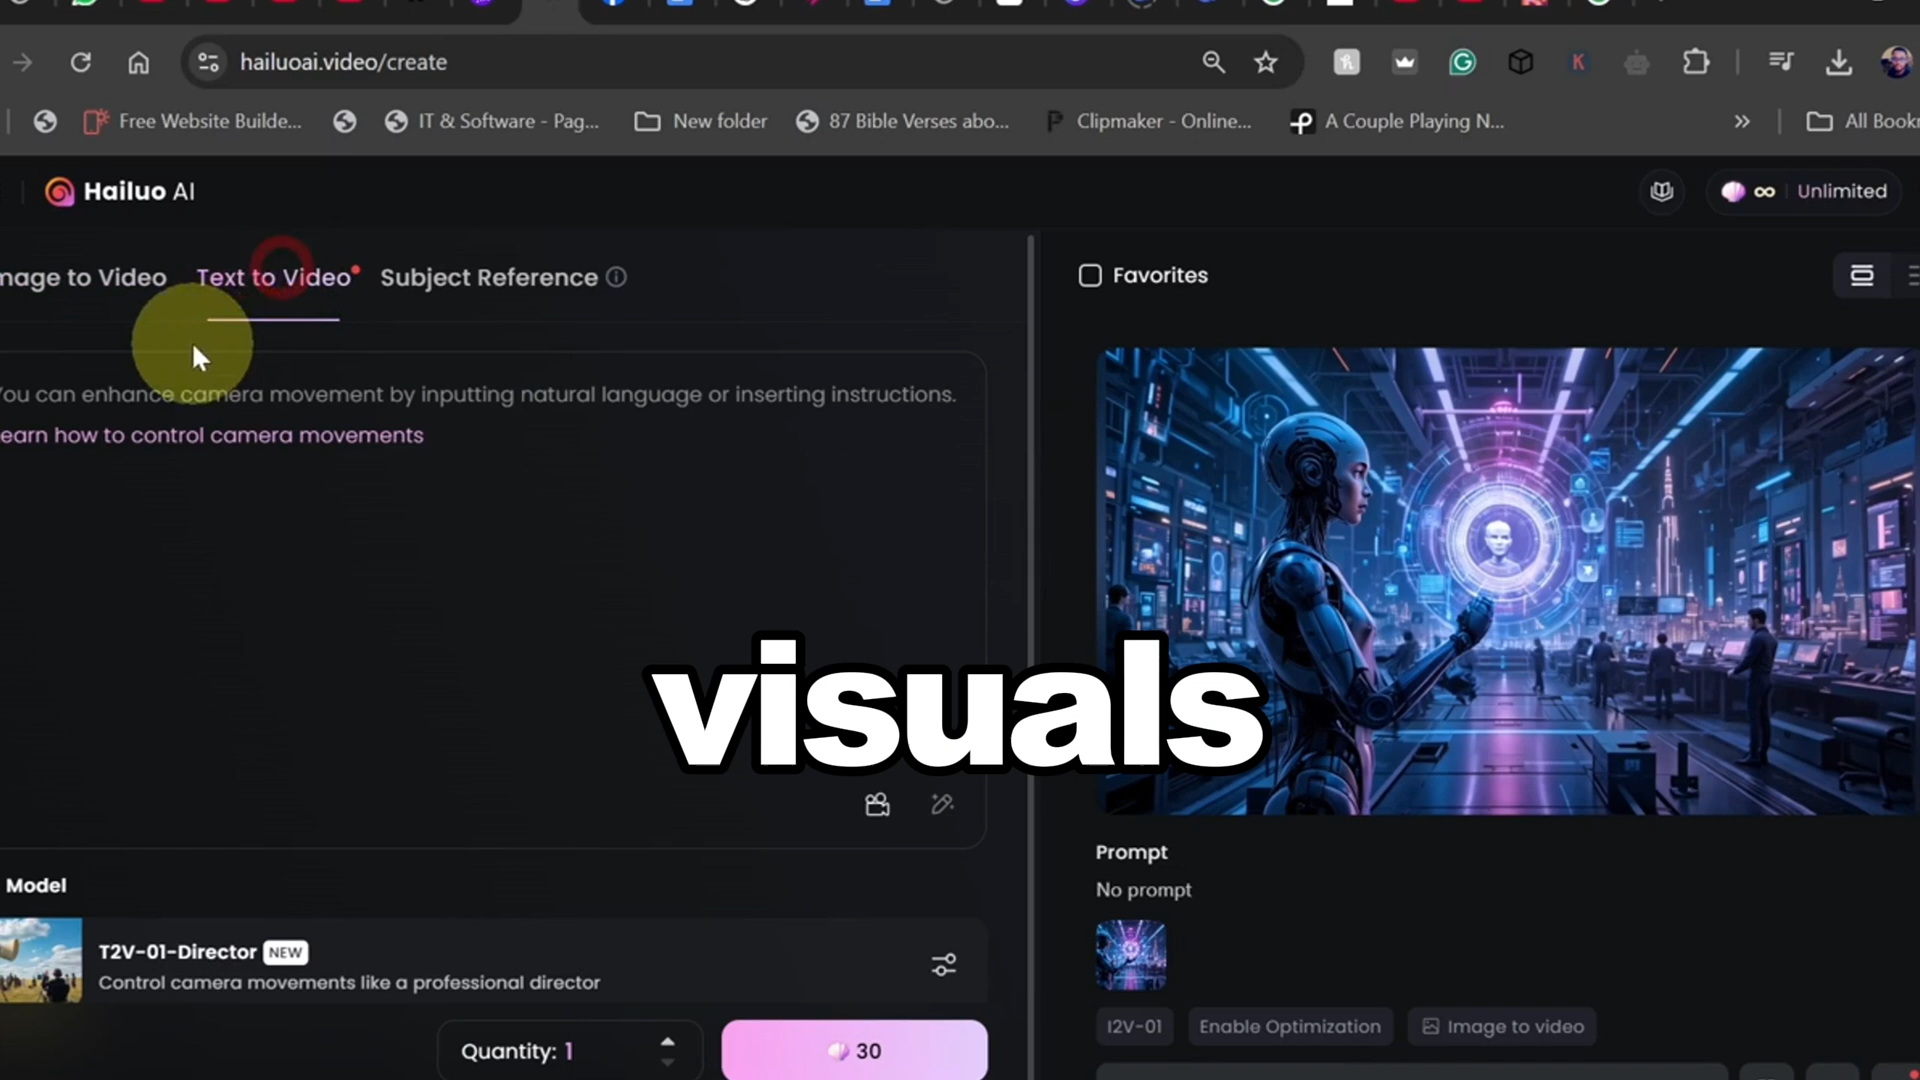 hailuoai.video/create
Free Website Builde...
IT & Software - Pag...
New folder
87 Bible Verses abo...
Clipmaker - Online...
A Couple Playing N...
All Bookr
Hailuo AI
Unlimited
mage to Video
Text to Video
Subject Reference
Favorites
You can enhance camera movement by inputting natural language or inserting instructions.
earn how to control camera movements
visuals
Prompt
No prompt
Model
T2V-01-Director NEW
Control camera movements like a professional director
I2V-01
Enable Optimization
Image to video
Quantity: 1
30